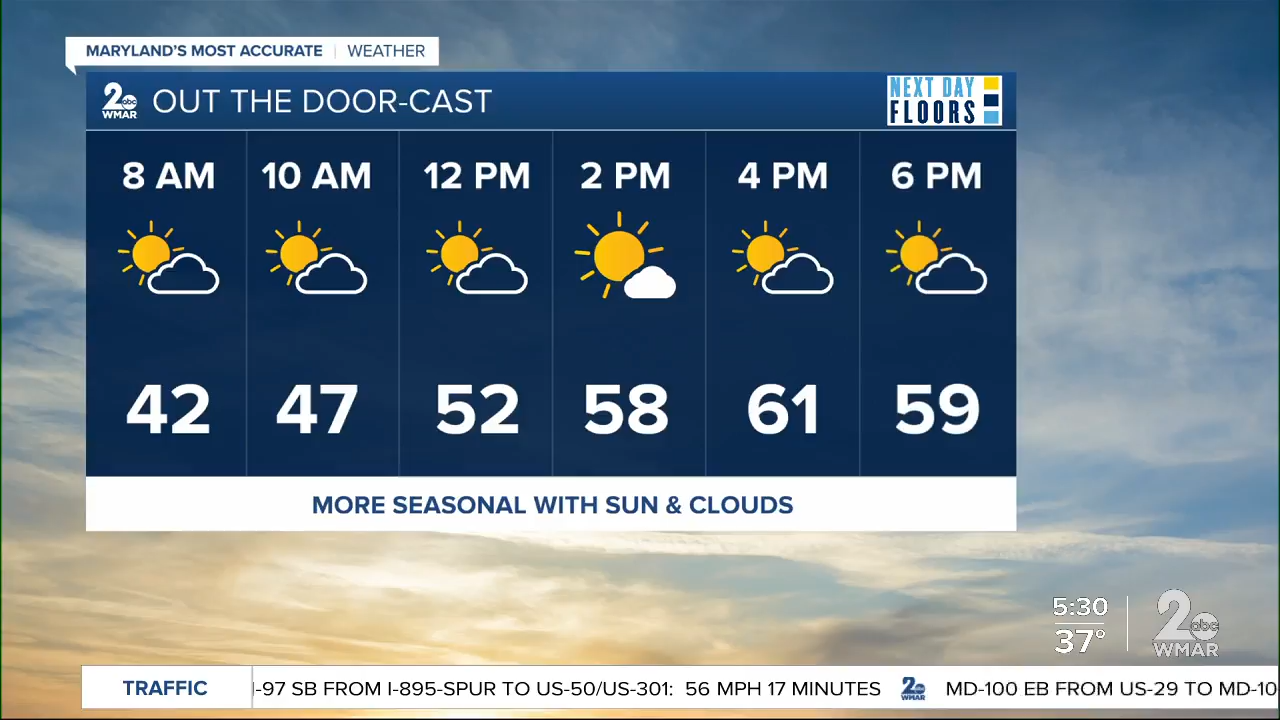 MARYLAND'S MOST ACCURATE | WEATHER
2 abc WMAR
OUT THE DOOR-CAST
NEXT DAY
FLOORS
8 AM 10 AM 12 PM 2 PM 4 PM 6 PM
42 47 52 58 61 59
MORE SEASONAL WITH SUN & CLOUDS
5:30
37°
2 abc
WMAR
TRAFFIC
I-97 SB FROM I-895-SPUR TO US-50/US-301: 56 MPH 17 MINUTES 2 abc WMAR MD-100 EB FROM US-29 TO MD-10